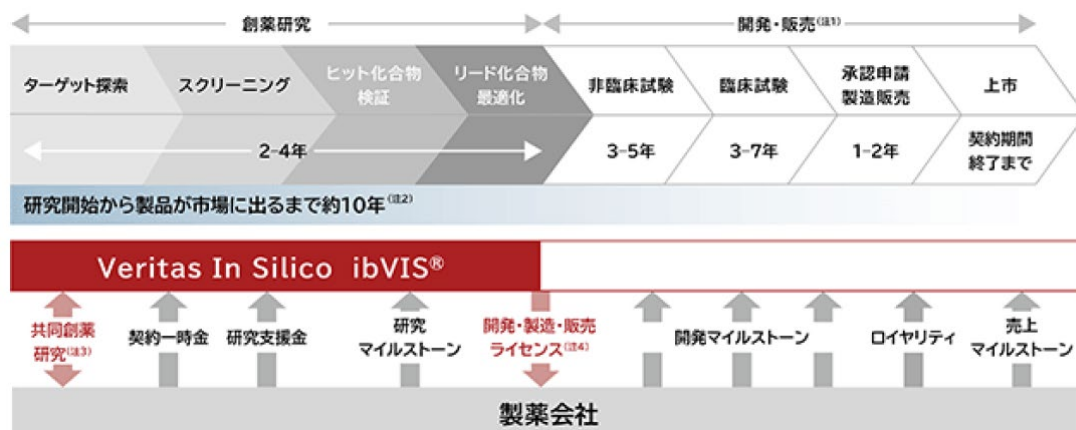 創薬研究
開発・販売(注1)
ターゲット探索
スクリーニング
ヒット化合物
検証
リード化合物
最適化
非臨床試験
臨床試験
承認申請
製造販売
上市
2-4年
3-5年
3-7年
1-2年
契約期間
終了まで
研究開始から製品が市場に出るまで約10年(注2)
Veritas In Silico ibVIS®
共同創薬
研究(注3)
契約一時金
研究支援金
研究
マイルストーン
開発・製造・販売
ライセンス(注4)
開発マイルストーン
ロイヤリティ
売上
マイルストーン
製薬会社